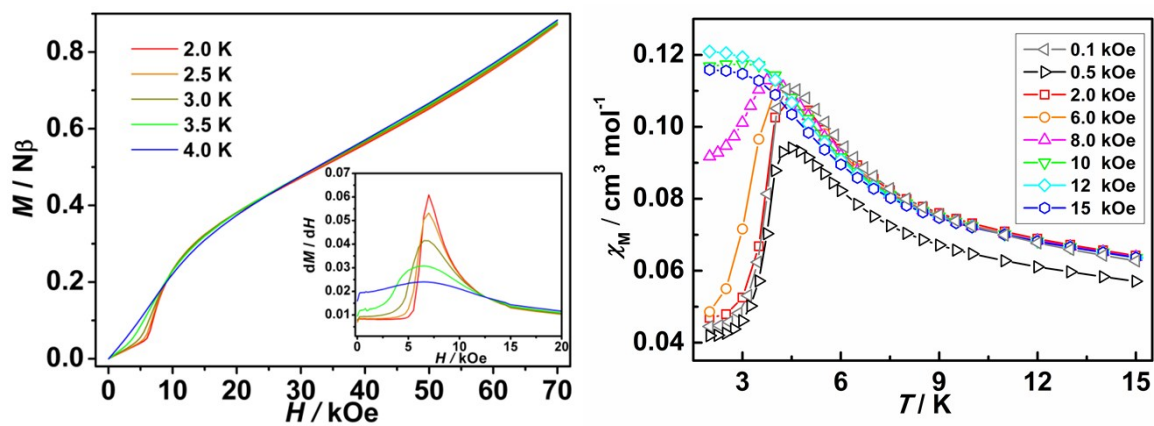 M / Nβ
0.8
0.6
0.4
0.2
0.0
2.0 K
2.5 K
3.0 K
3.5 K
4.0 K
dM / dH
0.07
0.06
0.05
0.04
0.03
0.02
0.01
0 5 10 15 20
H / kOe
0 10 20 30 40 50 60 70
H / kOe
χM / cm³ mol⁻¹
0.12
0.10
0.08
0.06
0.04
0.1 kOe
0.5 kOe
2.0 kOe
6.0 kOe
8.0 kOe
10 kOe
12 kOe
15 kOe
3 6 9 12 15
T / K